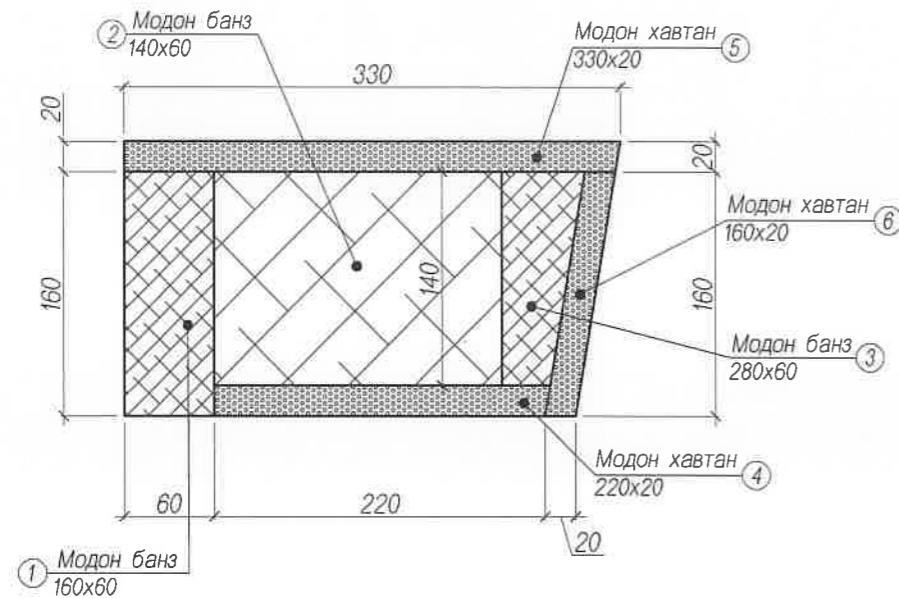 ② Модон банз
140x60
Модон хавтан ⑤
330x20
330
20
20
Модон хавтан ⑥
160x20
160
140
160
Модон банз ③
280x60
Модон хавтан ④
220x20
60
220
20
① Модон банз
160x60